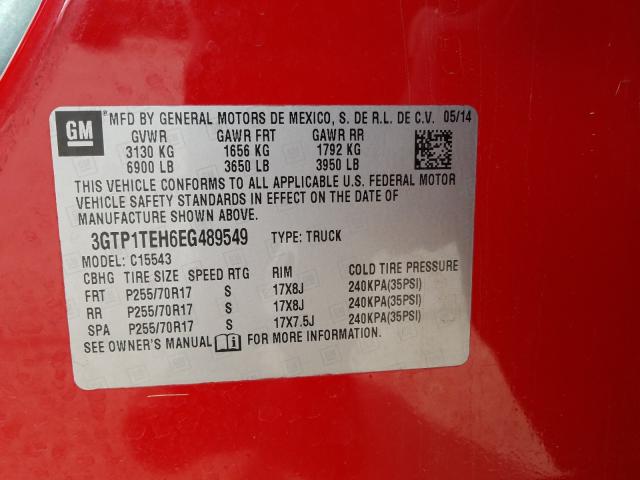 GM
®MFD BY GENERAL MOTORS DE MEXICO, S. DE R.L. DE C.V. 05/14
GVWR GAWR FRT GAWR RR
3130 KG 1656 KG 1792 KG
6900 LB 3650 LB 3950 LB
THIS VEHICLE CONFORMS TO ALL APPLICABLE U.S. FEDERAL MOTOR
VEHICLE SAFETY STANDARDS IN EFFECT ON THE DATE OF
MANUFACTURE SHOWN ABOVE.
3GTP1TEH6EG489549 TYPE: TRUCK
MODEL: C15543
CBHG TIRE SIZE SPEED RTG RIM COLD TIRE PRESSURE
FRT P255/70R17 S 17X8J 240KPA(35PSI)
RR P255/70R17 S 17X8J 240KPA(35PSI)
SPA P255/70R17 S 17X7.5J 240KPA(35PSI)
SEE OWNER'S MANUAL FOR MORE INFORMATION.